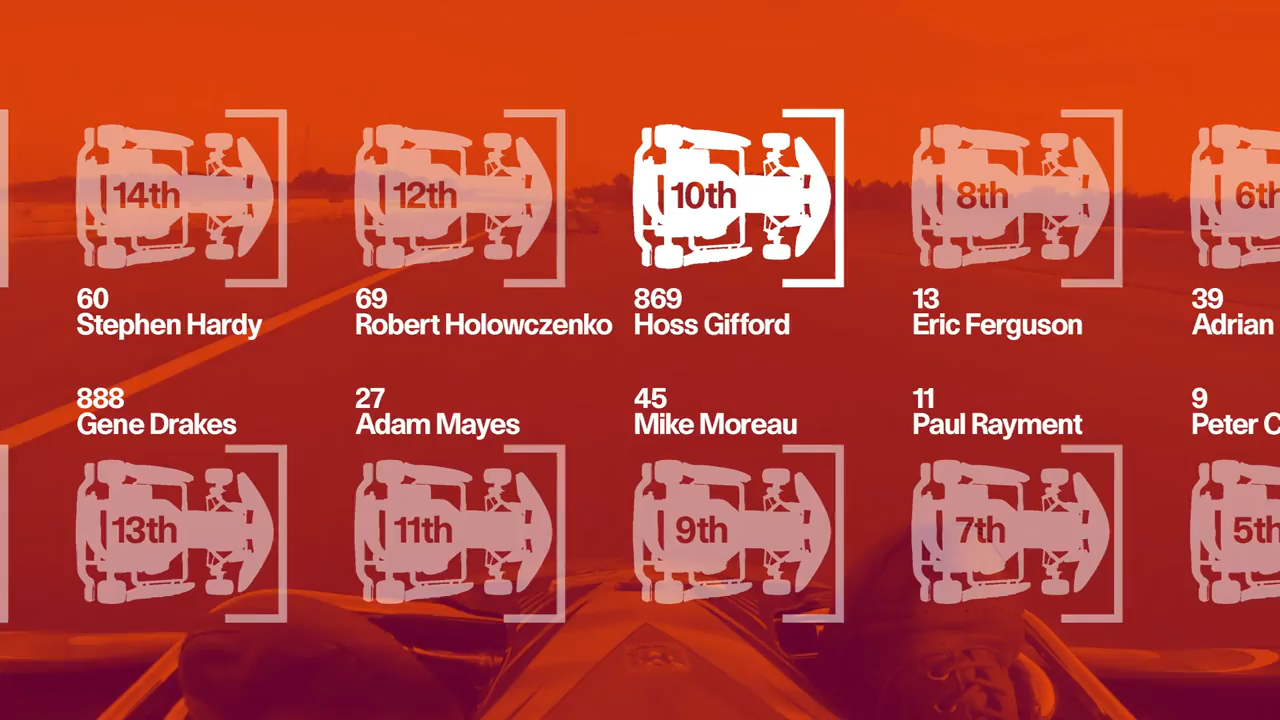 14th
12th
10th
8th
6th
60
Stephen Hardy
69
Robert Holowczenko
869
Hoss Gifford
13
Eric Ferguson
39
Adrian
888
Gene Drakes
27
Adam Mayes
45
Mike Moreau
11
Paul Rayment
9
Peter
13th
11th
9th
7th
5th